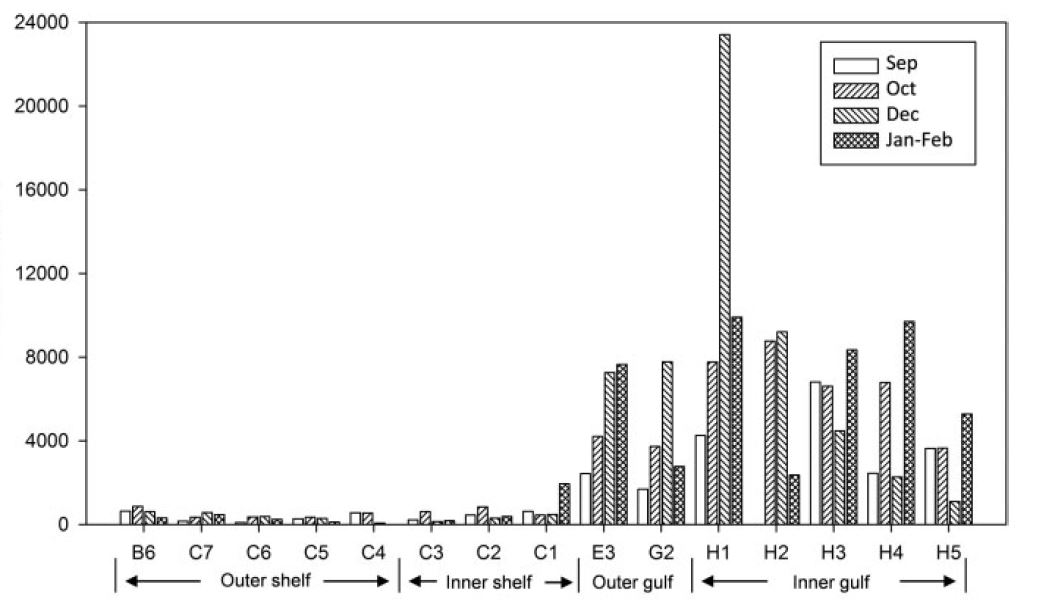 24000
20000
16000
12000
8000
4000
0
Sep
Oct
Dec
Jan-Feb
B6 C7 C6 C5 C4 C3 C2 C1 E3 G2 H1 H2 H3 H4 H5
Outer shelf Inner shelf Outer gulf Inner gulf